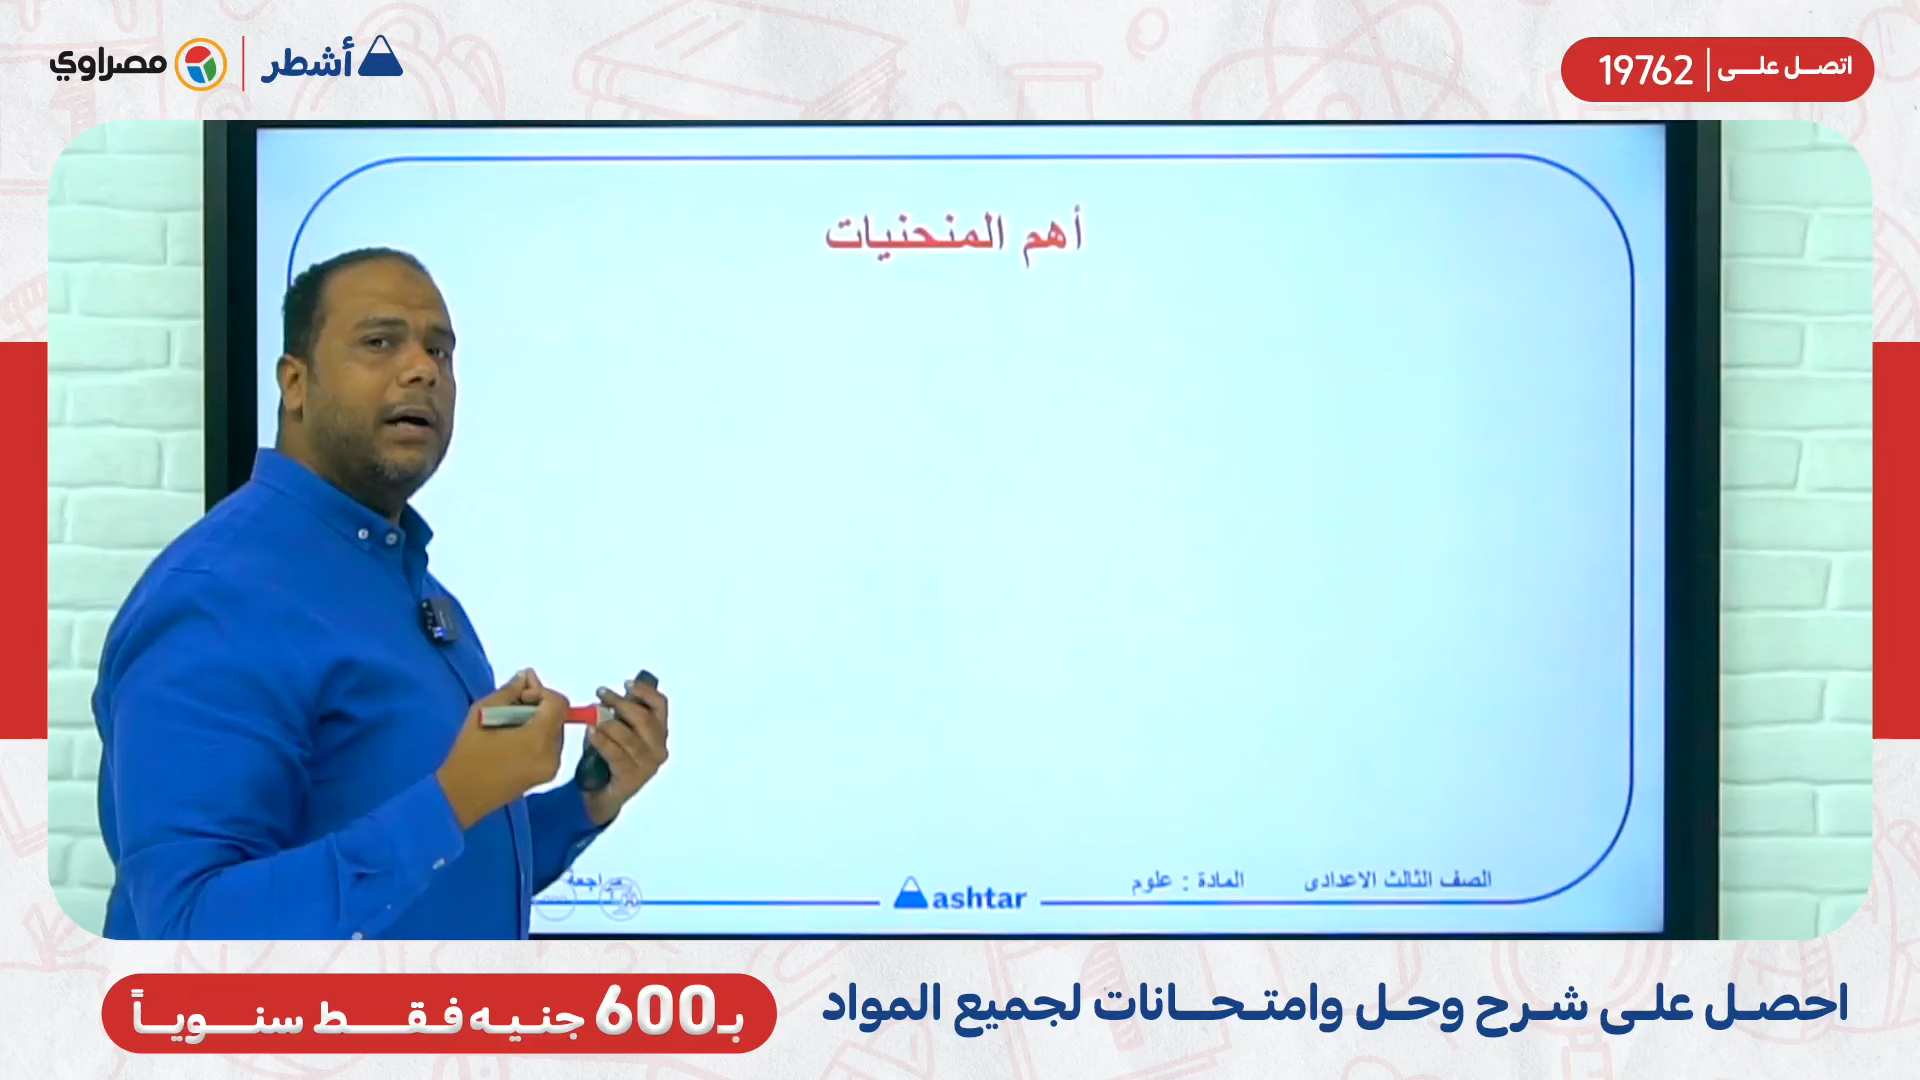 مصراوي
أشطر
اتصل على 19762
أهم المنحنيات
الصف الثالث الاعدادى
المادة : علوم
ashtar
مراجعة
احصل على شرح وحل وامتحانات لجميع المواد
بـ600 جنيه فقط سنوياً